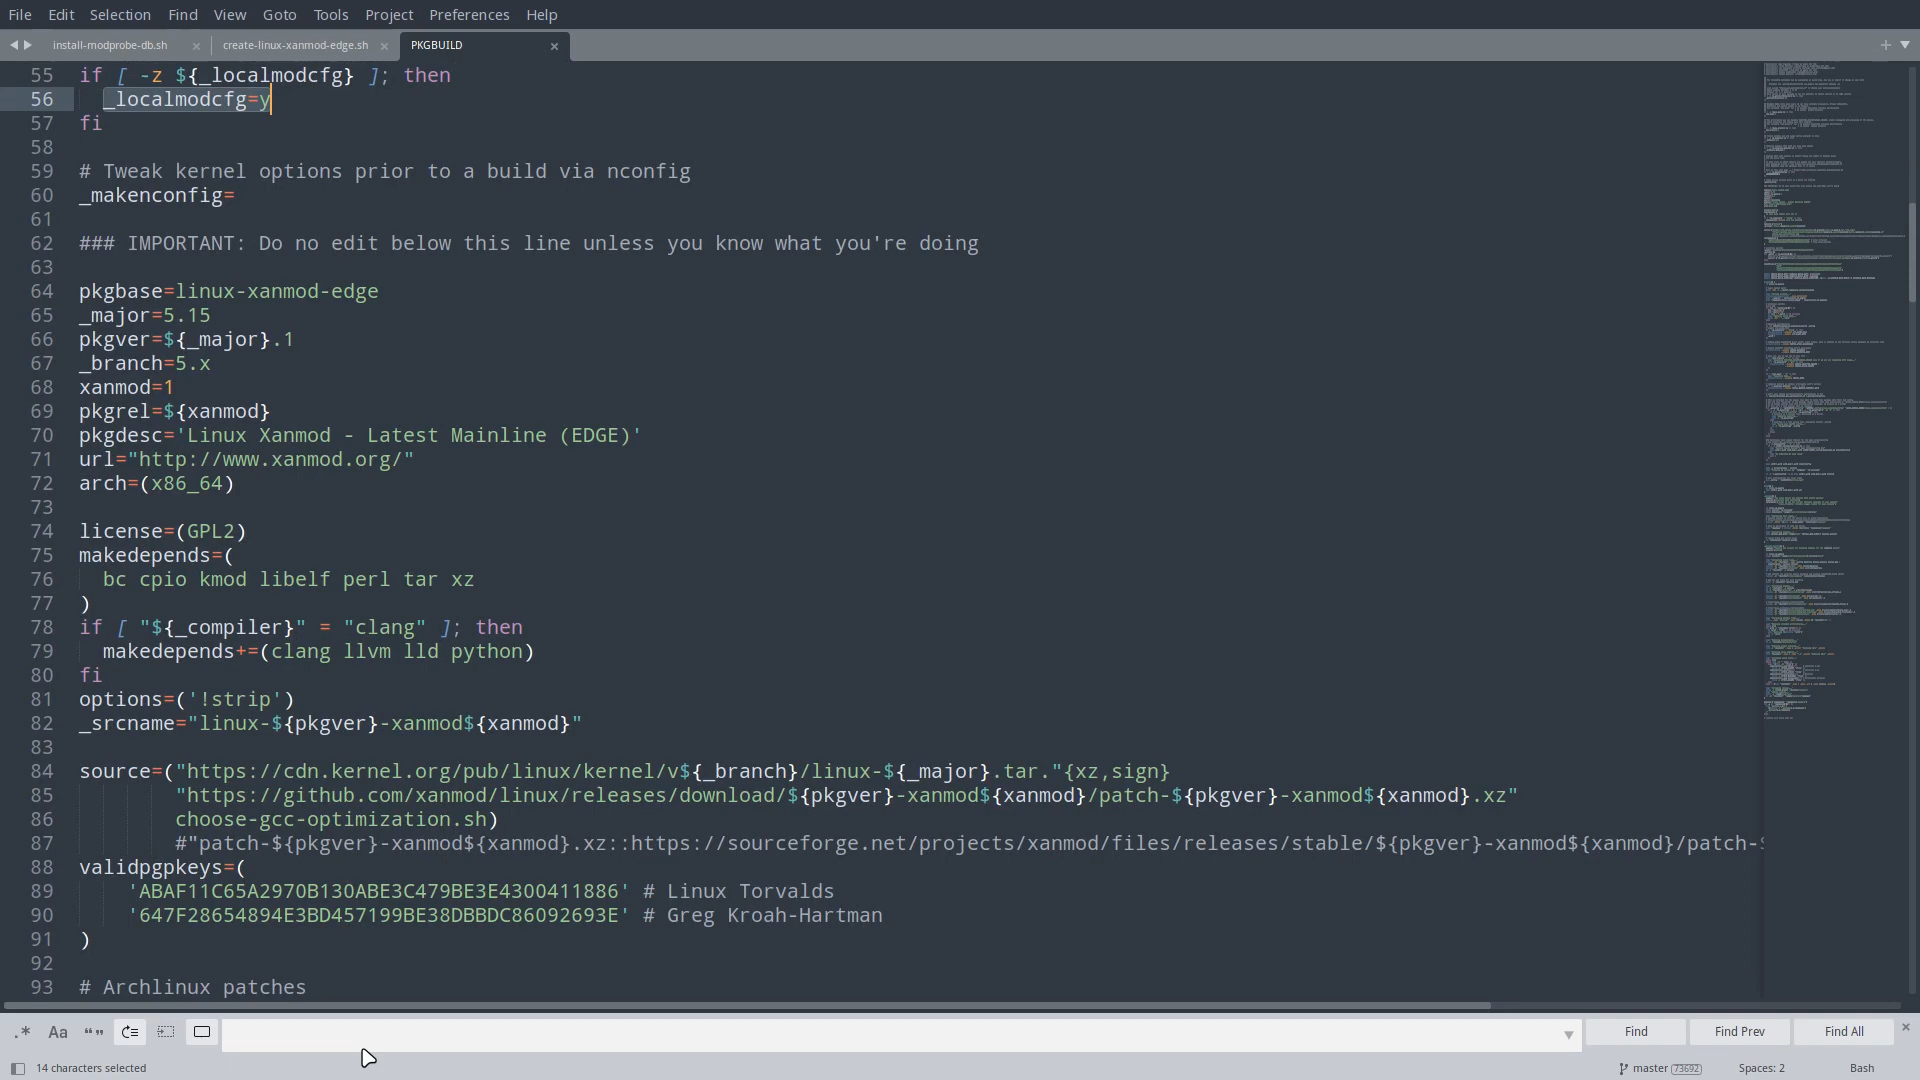 File Edit Selection Find View Goto Tools Project Preferences Help
install-modprobe-db.sh × create-linux-xanmod-edge.sh × PKGBUILD ×
55 if [ -z ${_localmodcfg} ]; then
56   _localmodcfg=y
57 fi
58
59 # Tweak kernel options prior to a build via nconfig
60 _makenconfig=
61
62 ### IMPORTANT: Do no edit below this line unless you know what you're doing
63
64 pkgbase=linux-xanmod-edge
65 _major=5.15
66 pkgver=${_major}.1
67 _branch=5.x
68 xanmod=1
69 pkgrel=${xanmod}
70 pkgdesc='Linux Xanmod - Latest Mainline (EDGE)'
71 url="http://www.xanmod.org/"
72 arch=(x86_64)
73
74 license=(GPL2)
75 makedepends=(
76   bc cpio kmod libelf perl tar xz
77 )
78 if [ "${_compiler}" = "clang" ]; then
79   makedepends+=(clang llvm lld python)
80 fi
81 options=('!strip')
82 _srcname="linux-${pkgver}-xanmod${xanmod}"
83
84 source=("https://cdn.kernel.org/pub/linux/kernel/v${_branch}/linux-${_major}.tar."{xz,sign}
85         "https://github.com/xanmod/linux/releases/download/${pkgver}-xanmod${xanmod}/patch-${pkgver}-xanmod${xanmod}.xz"
86         choose-gcc-optimization.sh)
87         #"patch-${pkgver}-xanmod${xanmod}.xz::https://sourceforge.net/projects/xanmod/files/releases/stable/${pkgver}-xanmod${xanmod}/patch-$
88 validpgpkeys=(
89     'ABAF11C65A2970B130ABE3C479BE3E4300411886' # Linux Torvalds
90     '647F28654894E3BD457199BE38DBBDC86092693E' # Greg Kroah-Hartman
91 )
92
93 # Archlinux patches
.* Aa “” Find Find Prev Find All ×
14 characters selected master 73692 Spaces: 2 Bash